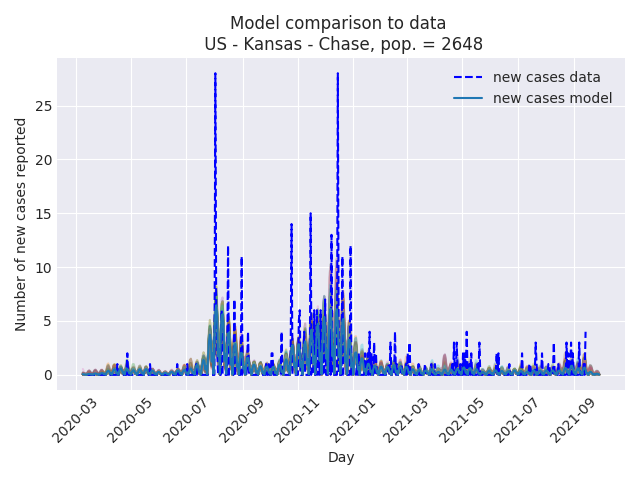 Model comparison to data
US - Kansas - Chase, pop. = 2648
new cases data
new cases model
Number of new cases reported
25
20
15
10
5
0
2020-03
2020-05
2020-07
2020-09
2020-11
2021-01
2021-03
2021-05
2021-07
2021-09
Day